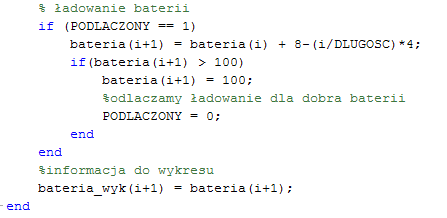 % ładowanie baterii
if (PODLACZONY == 1)
bateria(i+1) = bateria(i) + 8-(i/DLUGOSC)*4;
if(bateria(i+1) > 100)
bateria(i+1) = 100;
%odlaczamy ładowanie dla dobra baterii
PODLACZONY = 0;
end
end
%informacja do wykresu
bateria_wyk(i+1) = bateria(i+1);
end